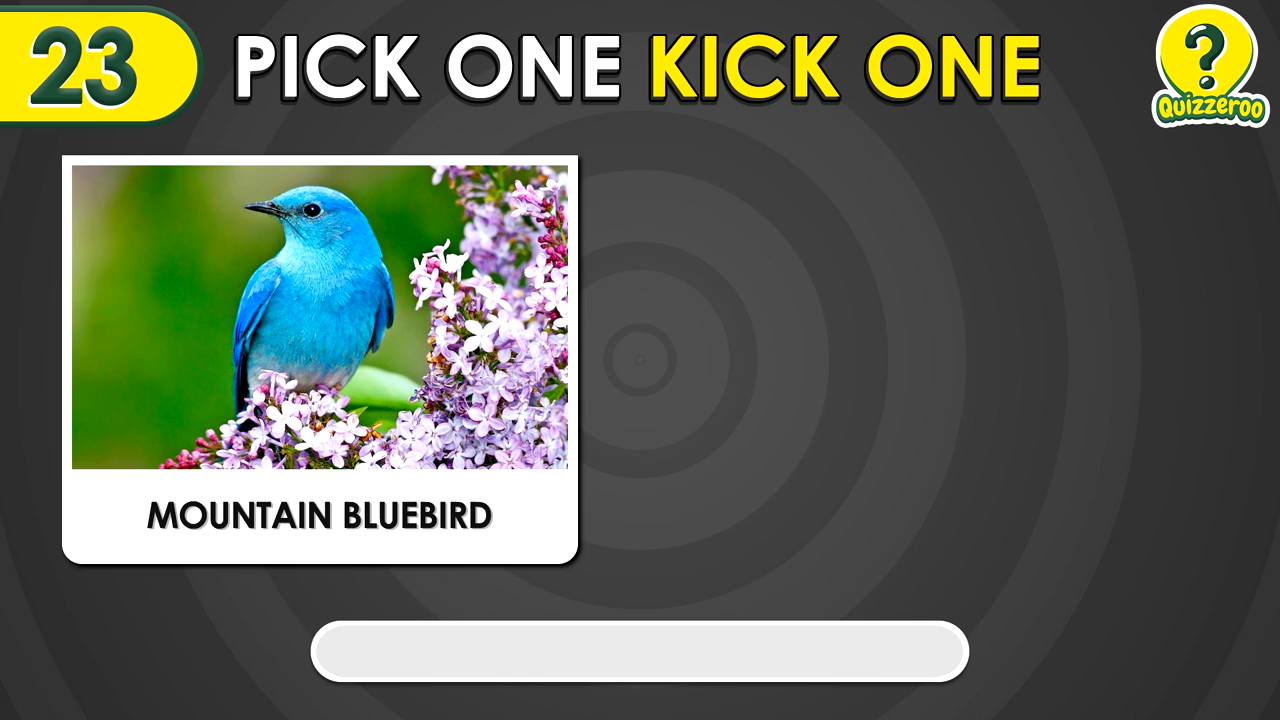 23
PICK ONE KICK ONE
?
Quizzeroo
MOUNTAIN BLUEBIRD